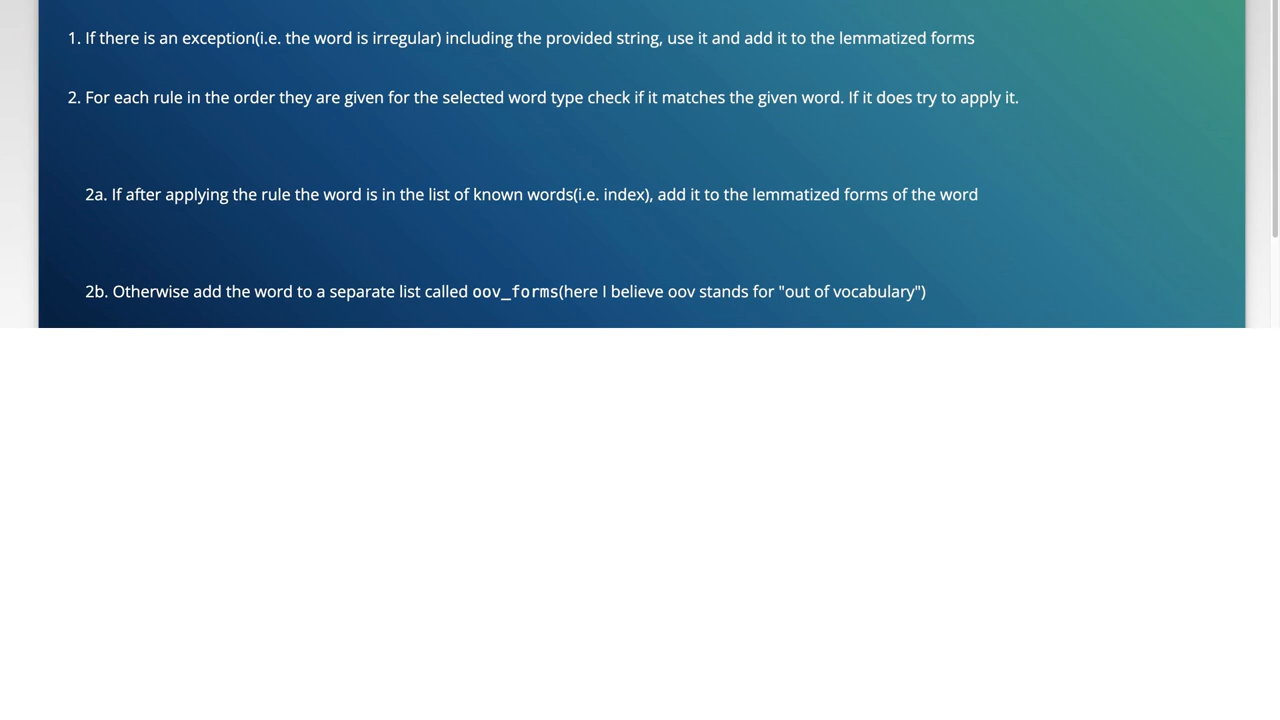 1. If there is an exception(i.e. the word is irregular) including the provided string, use it and add it to the lemmatized forms
2. For each rule in the order they are given for the selected word type check if it matches the given word. If it does try to apply it.
2a. If after applying the rule the word is in the list of known words(i.e. index), add it to the lemmatized forms of the word
2b. Otherwise add the word to a separate list called oov_forms(here I believe oov stands for "out of vocabulary")